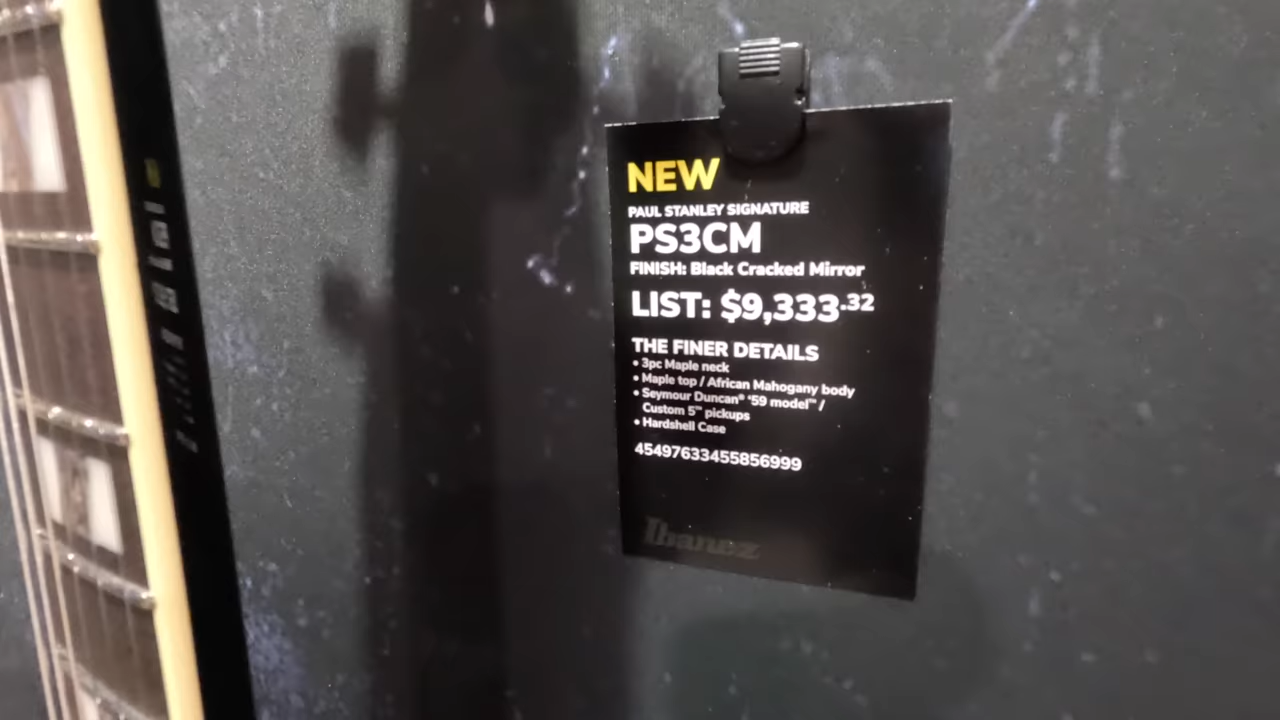 NEW
PAUL STANLEY SIGNATURE
PS3CM
FINISH: Black Cracked Mirror
LIST: $9,333.32
THE FINER DETAILS
• 3pc Maple neck
• Maple top / African Mahogany body
• Seymour Duncan® ‘59 model™ /
Custom 5™ pickups
• Hardshell Case
45497633455856999
Ibanez